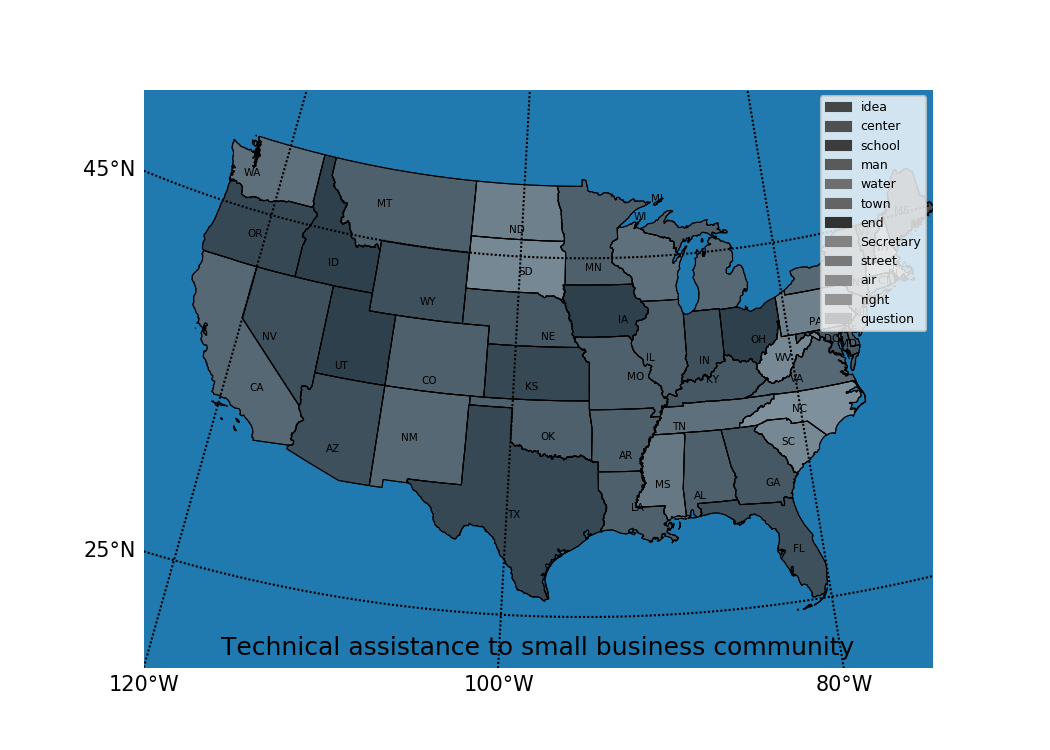 idea
center
school
man
water
town
end
Secretary
street
air
right
question
45°N
25°N
WA
MT
ND
MI
WI
OR
ID
SD
MN
WY
IA
NE
NV
UT
CO
KS
MO
IL
IN
OH
PA
WV
DC
MD
KY
VA
CA
AZ
NM
OK
AR
TN
NC
SC
MS
AL
GA
LA
TX
FL
Technical assistance to small business community
120°W
100°W
80°W